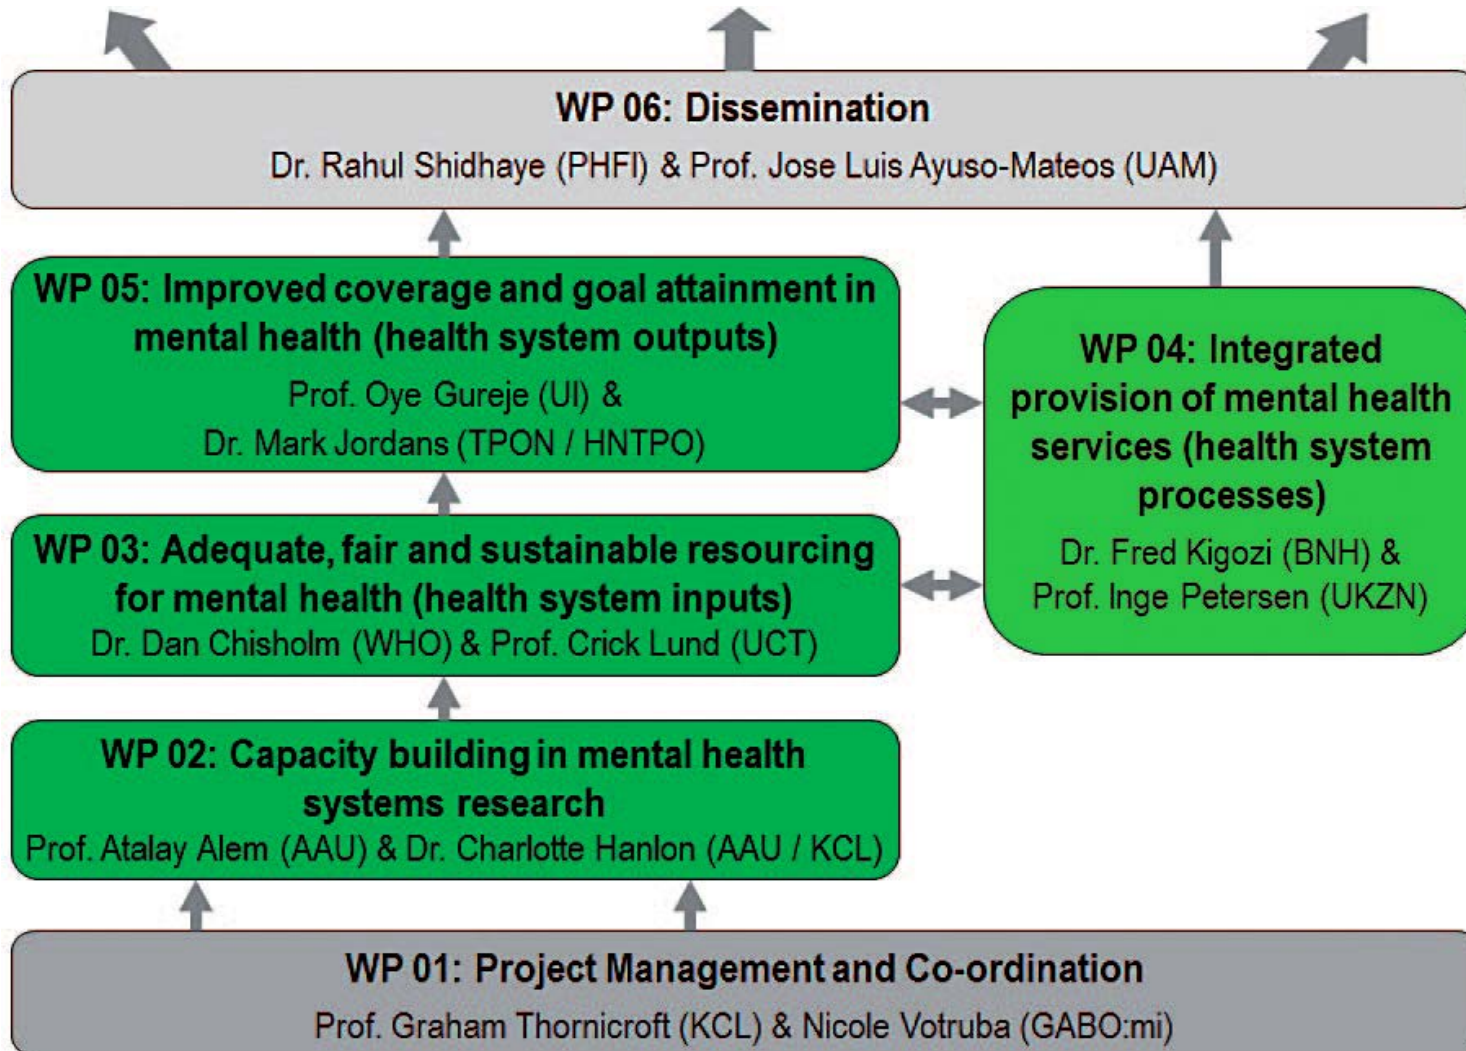 WP 06: Dissemination
Dr. Rahul Shidhaye (PHFI) & Prof. Jose Luis Ayuso-Mateos (UAM)
WP 05: Improved coverage and goal attainment in
mental health (health system outputs)
Prof. Oye Gureje (UI) &
Dr. Mark Jordans (TPON / HNTPO)
WP 04: Integrated
provision of mental health
services (health system
processes)
Dr. Fred Kigozi (BNH) &
Prof. Inge Petersen (UKZN)
WP 03: Adequate, fair and sustainable resourcing
for mental health (health system inputs)
Dr. Dan Chisholm (WHO) & Prof. Crick Lund (UCT)
WP 02: Capacity building in mental health
systems research
Prof. Atalay Alem (AAU) & Dr. Charlotte Hanlon (AAU / KCL)
WP 01: Project Management and Co-ordination
Prof. Graham Thornicroft (KCL) & Nicole Votruba (GABO:mi)